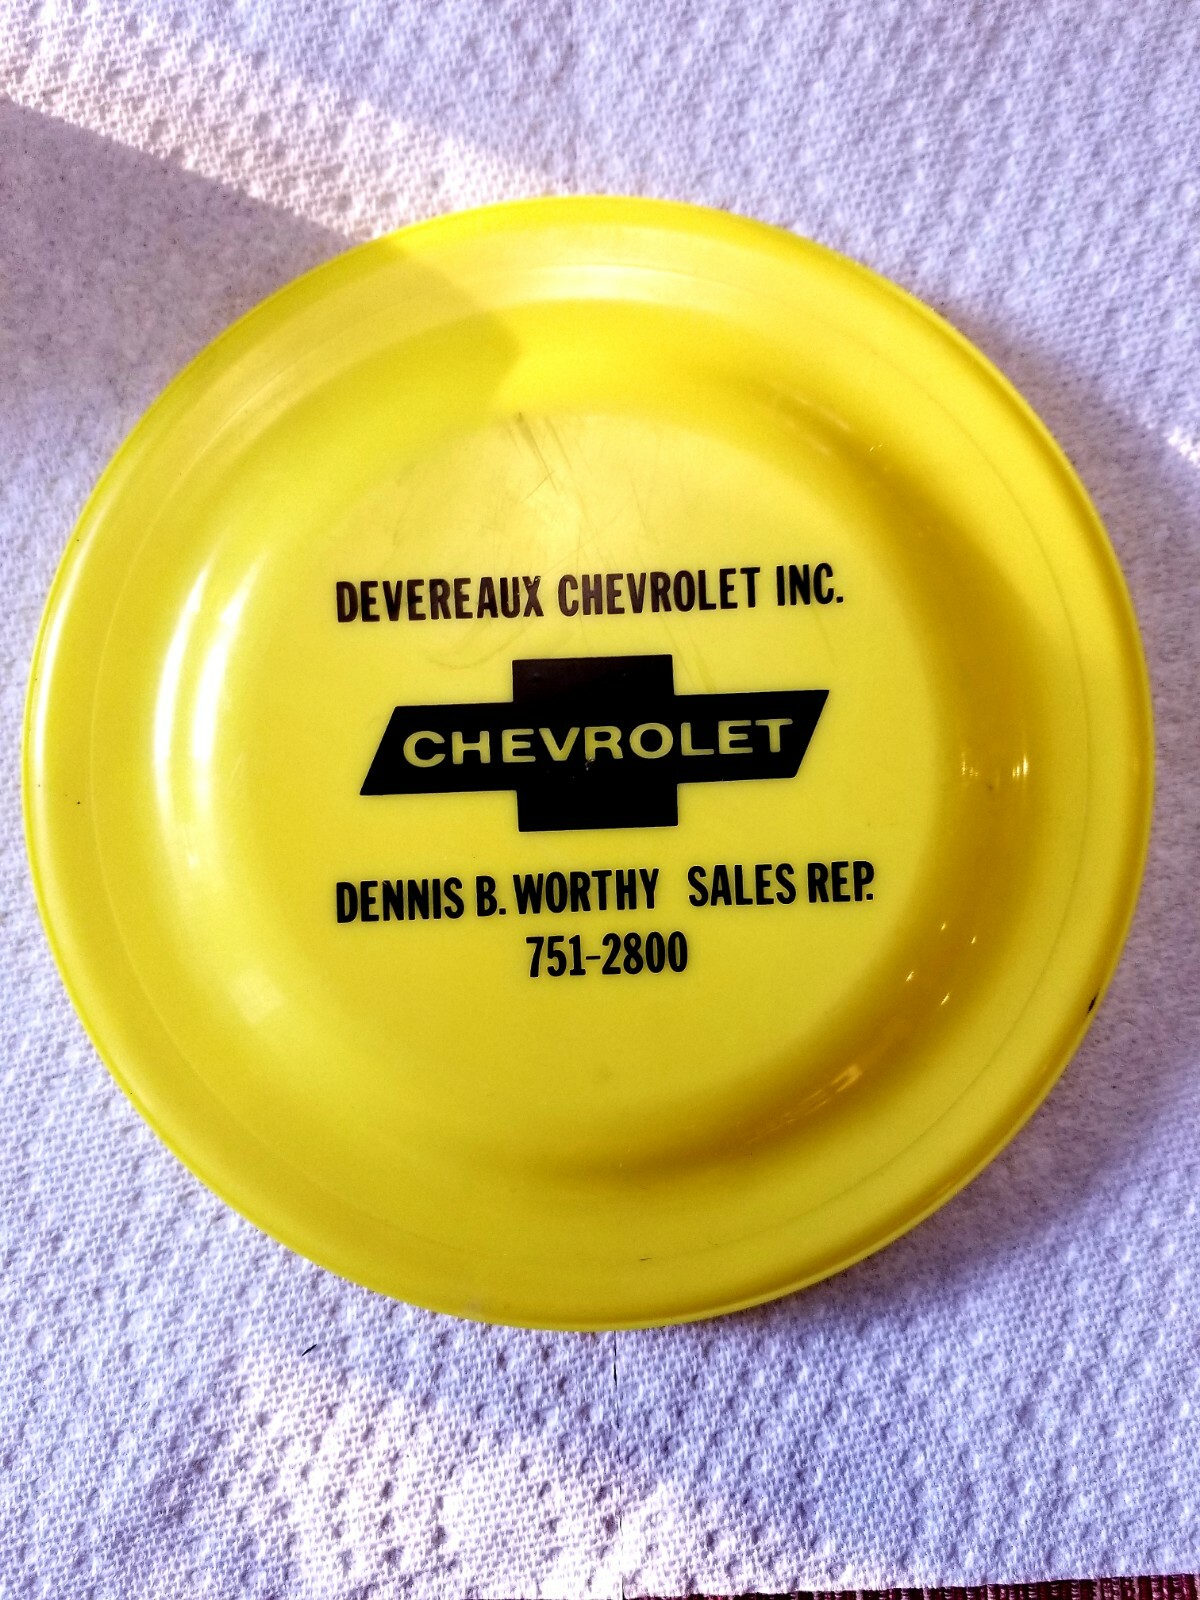 DEVEREAUX CHEVROLET INC.
CHEVROLET
DENNIS B. WORTHY SALES REP.
751-2800